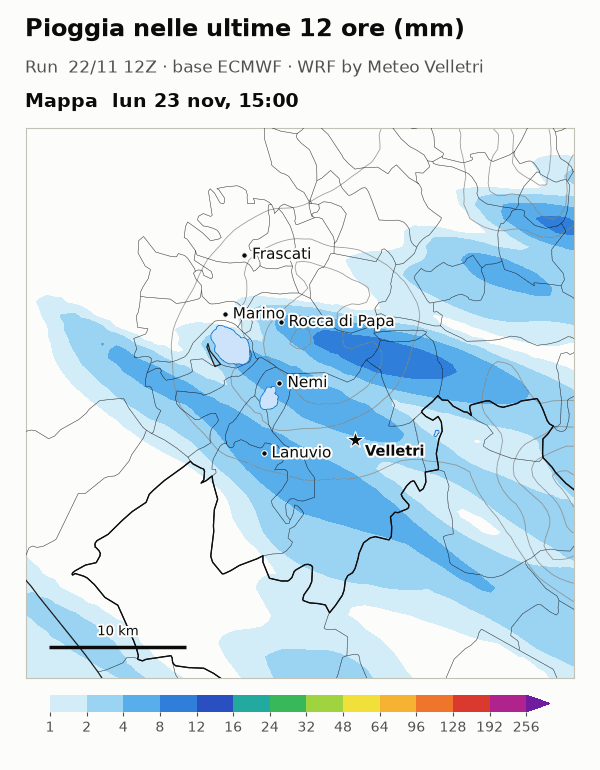 Pioggia nelle ultime 12 ore (mm)
Run  22/11 12Z · base ECMWF · WRF by Meteo Velletri
Mappa  lun 23 nov, 15:00
Frascati
Marino
Rocca di Papa
Nemi
Velletri
Lanuvio
10 km
1 2 4 8 12 16 24 32 48 64 96 128 192 256